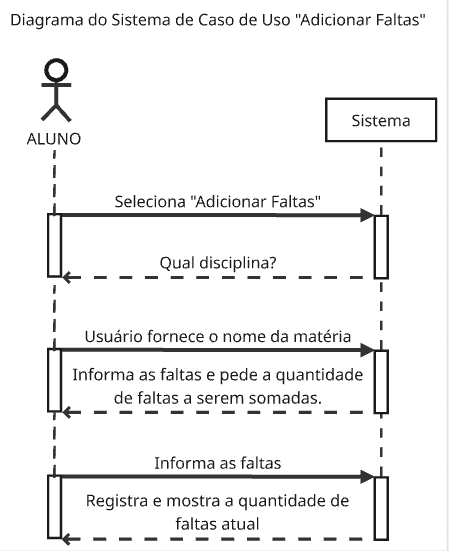 Diagrama do Sistema de Caso de Uso "Adicionar Faltas"
ALUNO
Sistema
Seleciona "Adicionar Faltas"
Qual disciplina?
Usuário fornece o nome da matéria
Informa as faltas e pede a quantidade
de faltas a serem somadas.
Informa as faltas
Registra e mostra a quantidade de
faltas atual